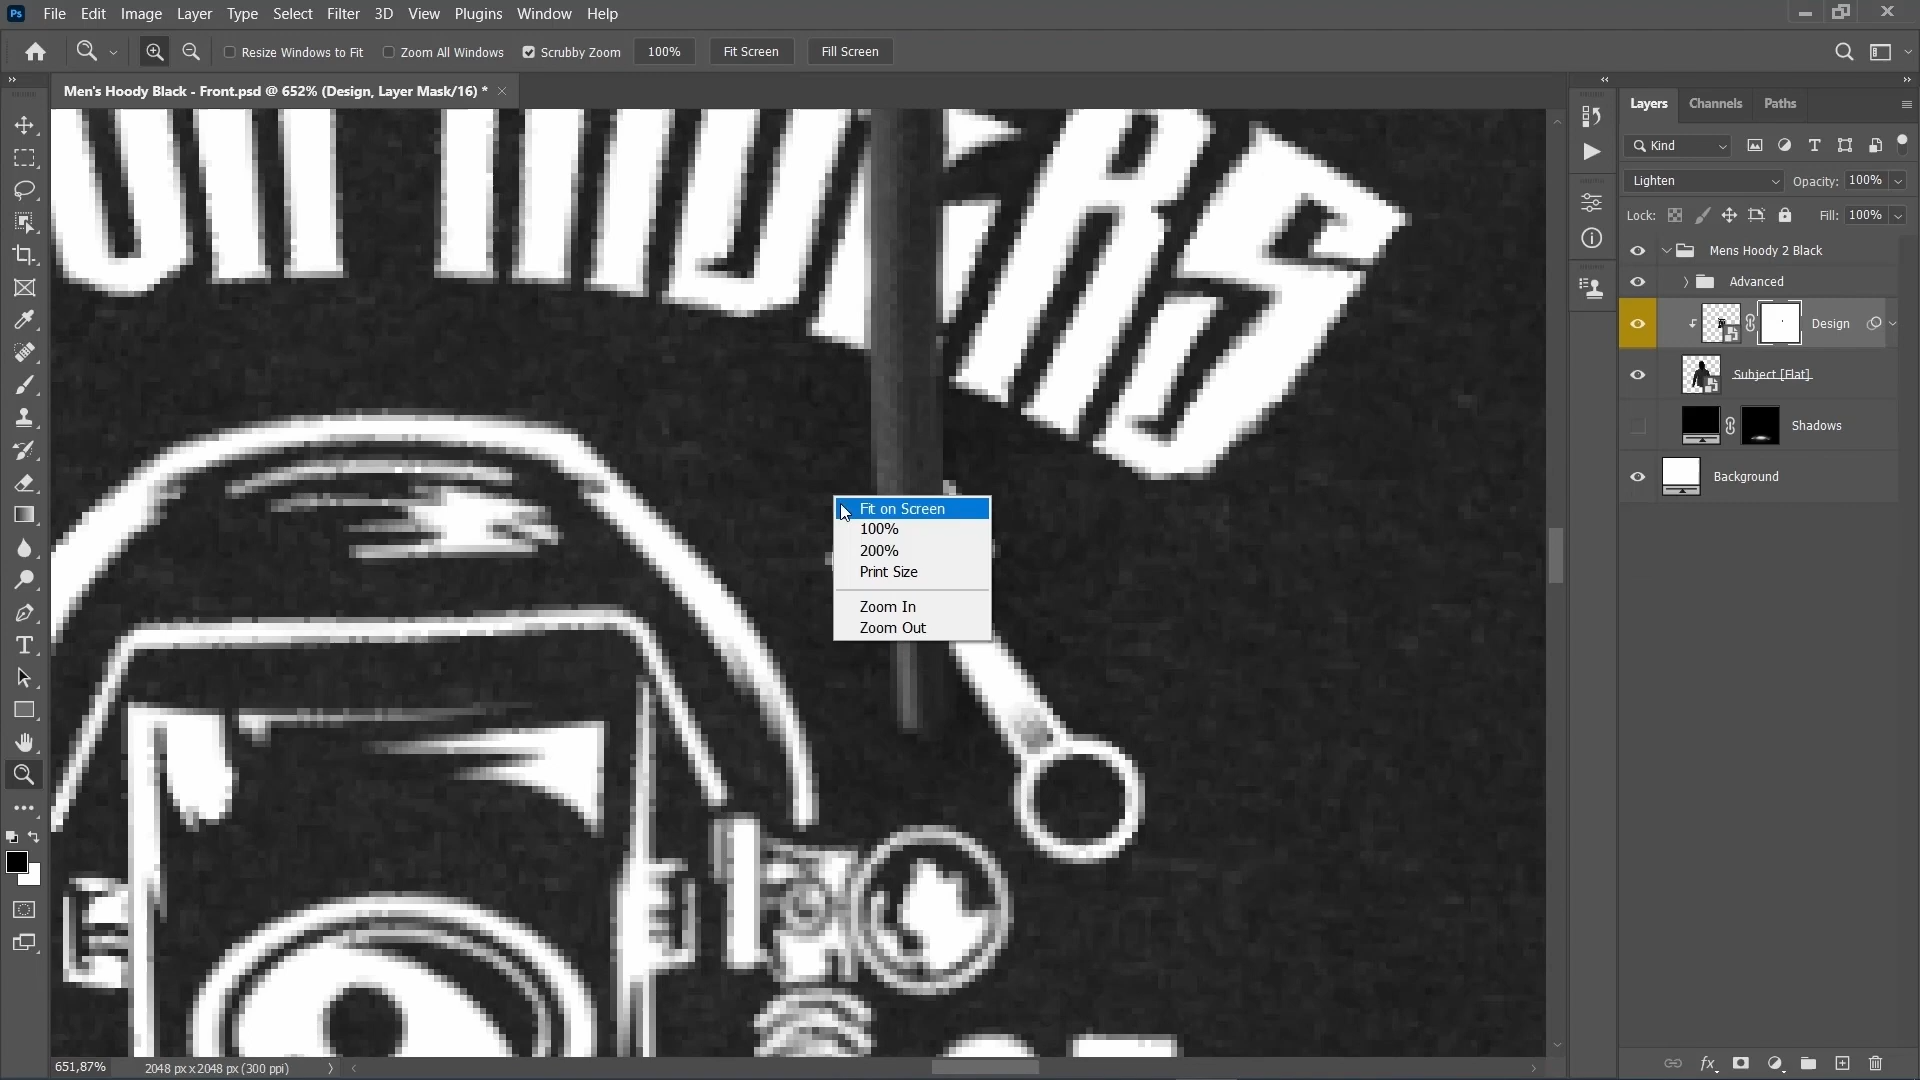 Ps File Edit Image Layer Type Select Filter 3D View Plugins Window Help
Resize Windows to Fit Zoom All Windows Scrubby Zoom 100% Fit Screen Fill Screen
Men's Hoody Black - Front.psd @ 652% (Design, Layer Mask/16) *
Layers Channels Paths
Kind
Lighten Opacity: 100%
Lock: Fill: 100%
Mens Hoody 2 Black
Advanced
Design
Subject [Flat]
Shadows
Background
Fit on Screen
100%
200%
Print Size
Zoom In
Zoom Out
651,87% 2048 px x 2048 px (300 ppi)
fx